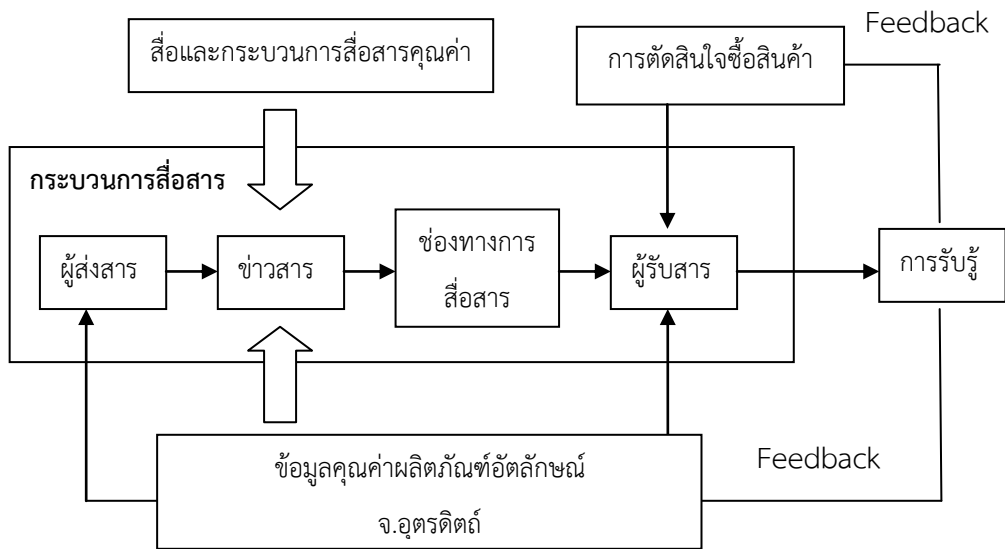 Feedback
สื่อและกระบวนการสื่อสารคุณค่า
การตัดสินใจซื้อสินค้า
กระบวนการสื่อสาร
ผู้ส่งสาร
ข่าวสาร
ช่องทางการ
สื่อสาร
ผู้รับสาร
การรับรู้
ข้อมูลคุณค่าผลิตภัณฑ์อัตลักษณ์
จ.อุตรดิตถ์
Feedback